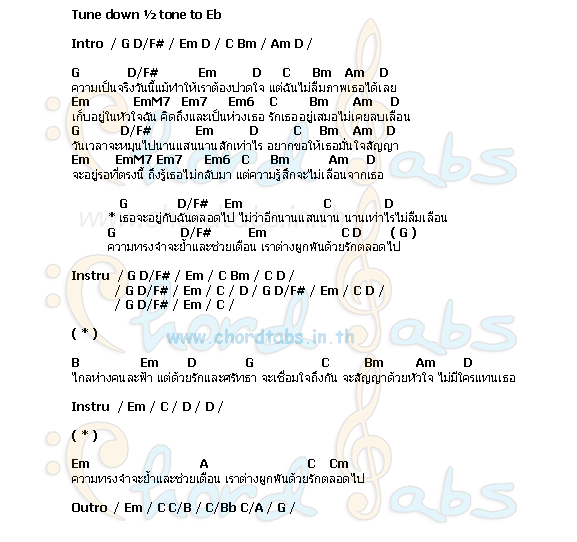 Tune down ½ tone to Eb
Intro / G D/F# / Em D / C Bm / Am D /
G D/F# Em D C Bm Am D
ความเป็นจริงวันนี้แม้ทำให้เราต้องปวดใจ แต่ฉันไม่ลืมภาพเธอได้เลย
Em EmM7 Em7 Em6 C Bm Am D
เก็บอยู่ในหัวใจฉัน คิดถึงและเป็นห่วงเธอ รักเธออยู่เสมอไม่เคยลบเลือน
G D/F# Em D C Bm Am D
วันเวลาจะหมุนไปนานแสนนานสักเท่าไร อยากขอให้เธอมั่นใจสัญญา
Em EmM7 Em7 Em6 C Bm Am D
จะอยู่รอที่ตรงนี้ ถึงรู้เธอไม่กลับมา แต่ความรู้สึกจะไม่เลือนจากเธอ
G D/F# Em C D
* เธอจะอยู่กับฉันตลอดไป ไม่ว่าอีกนานแสนนาน นานเท่าไรไม่ลืมเลือน
G D/F# Em C D ( G )
ความทรงจำจะย้ำและช่วยเตือน เราต่างผูกพันด้วยรักตลอดไป
Instru / G D/F# / Em / C Bm / C D /
/ G D/F# / Em / C / D / G D/F# / Em / C D /
/ G D/F# / Em / C /
( * )
www.chordtabs.in.th
B Em D G C Bm Am D
ไกลห่างคนละฟ้า แต่ด้วยรักและศรัทธา จะเชื่อมใจถึงกัน จะสัญญาด้วยหัวใจ ไม่มีใครแทนเธอ
Instru / Em / C / D / D /
( * )
Em A C Cm
ความทรงจำจะย้ำและช่วยเตือน เราต่างผูกพันด้วยรักตลอดไป
Outro / Em / C C/B / C/Bb C/A / G /